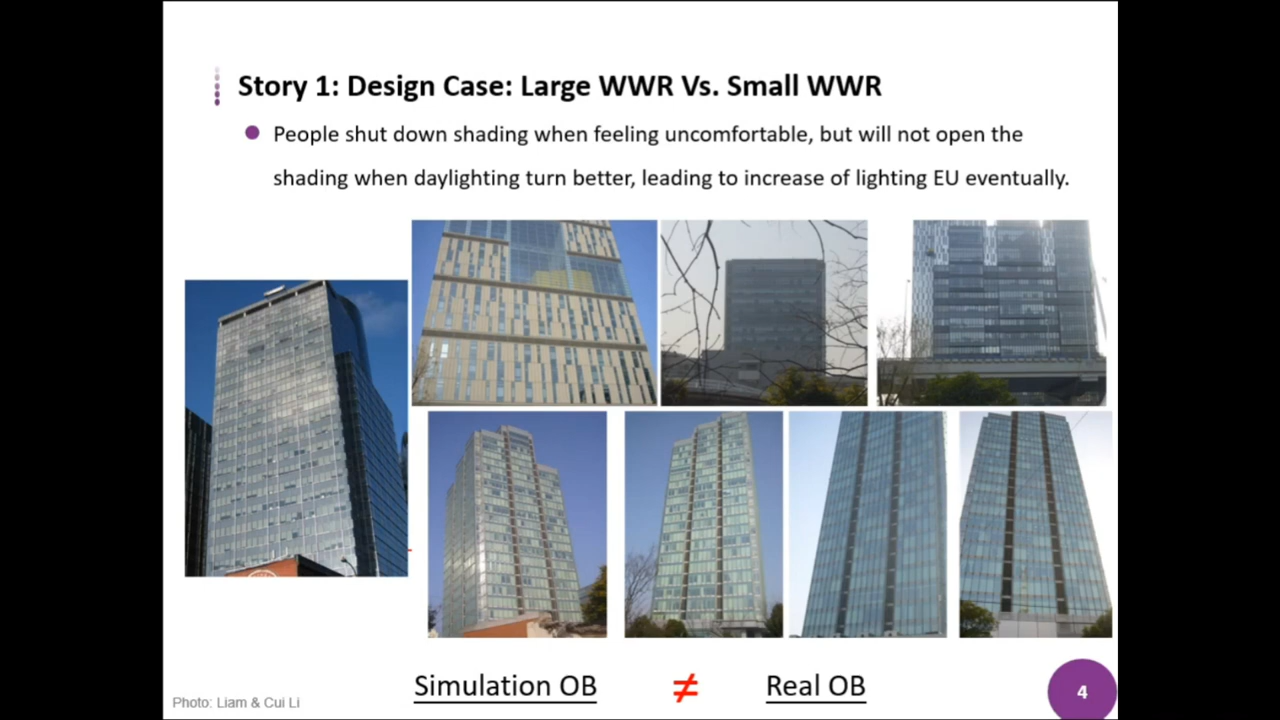 Story 1: Design Case: Large WWR Vs. Small WWR
People shut down shading when feeling uncomfortable, but will not open the
shading when daylighting turn better, leading to increase of lighting EU eventually.
Simulation OB ≠ Real OB
Photo: Liam & Cui Li
4